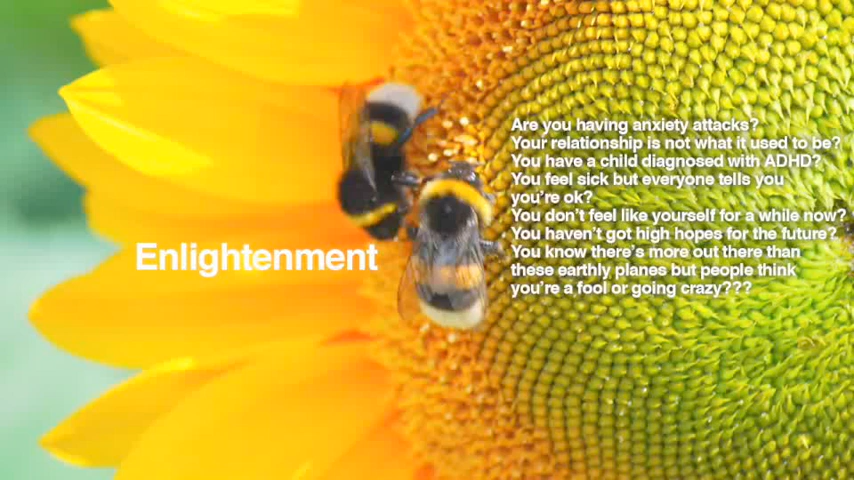 Enlightenment
Are you having anxiety attacks?
Your relationship is not what it used to be?
You have a child diagnosed with ADHD?
You feel sick but everyone tells you
you're ok?
You don't feel like yourself for a while now?
You haven't got high hopes for the future?
You know there's more out there than
these earthly planes but people think
you're a fool or going crazy???